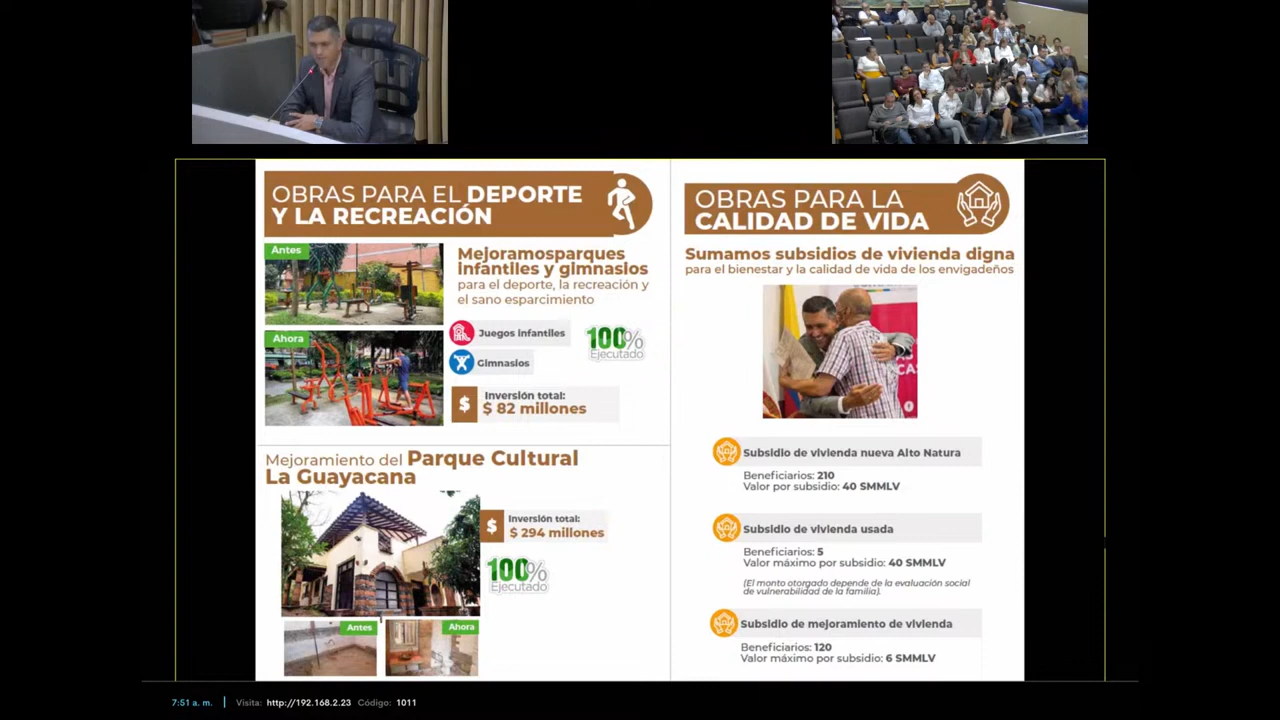 OBRAS PARA EL DEPORTE
Y LA RECREACIÓN
Antes
Ahora
Mejoramosparques
infantiles y gimnasios
para el deporte, la recreación y
el sano esparcimiento
Juegos infantiles
Gimnasios
100%
Ejecutado
$
Inversión total:
$ 82 millones
Mejoramiento del Parque Cultural
La Guayacana
$
Inversión total:
$ 294 millones
100%
Ejecutado
Antes
Ahora
OBRAS PARA LA
CALIDAD DE VIDA
Sumamos subsidios de vivienda digna
para el bienestar y la calidad de vida de los envigadeños
Subsidio de vivienda nueva Alto Natura
Beneficiarios: 210
Valor por subsidio: 40 SMMLV
Subsidio de vivienda usada
Beneficiarios: 5
Valor máximo por subsidio: 40 SMMLV
(El monto otorgado depende de la evaluación social
de vulnerabilidad de la familia).
Subsidio de mejoramiento de vivienda
Beneficiarios: 120
Valor máximo por subsidio: 6 SMMLV
7:51 a. m. | Visita: http://192.168.2.23 Código: 1011